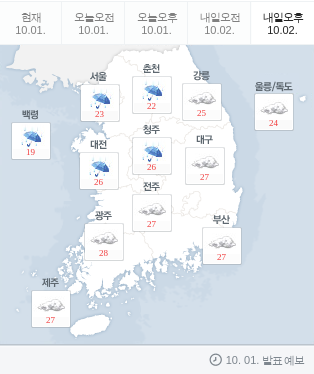 현재 오늘오전 오늘오후 내일오전 내일오후
10.01. 10.01. 10.01. 10.02. 10.02.
서울 춘천 강릉 울릉/독도
23 22 25 24
백령
19
대전 청주 대구
26 26 27
광주 전주 부산
28 27 27
제주
27
10. 01. 발표 예보